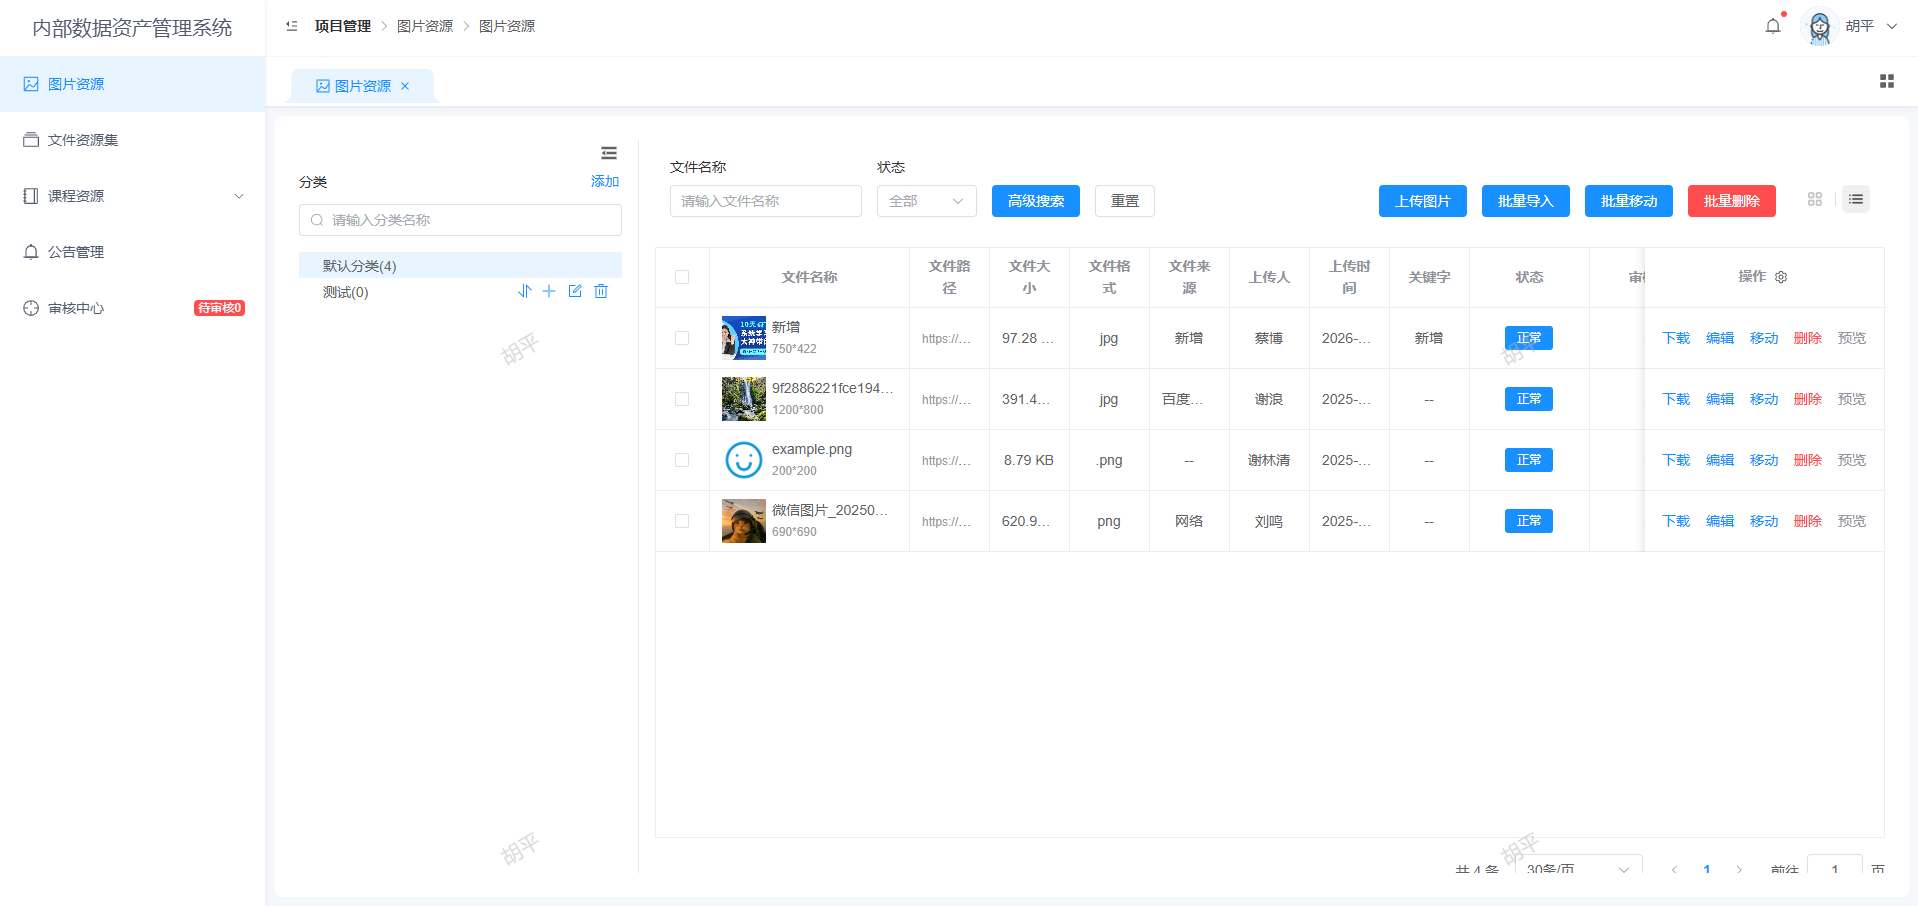 内部数据资产管理系统
项目管理 > 图片资源 > 图片资源
胡平
图片资源
图片资源
文件资源集
课程资源
公告管理
审核中心
待审核0
分类
添加
请输入分类名称
默认分类(4)
测试(0)
文件名称
请输入文件名称
状态
全部
高级搜索
重置
上传图片
批量导入
批量移动
批量删除
文件名称 文件路径 文件大小 文件格式 文件来源 上传人 上传时间 关键字 状态 操作
新增 750*422 https://... 97.28 ... jpg 新增 蔡博 2026-... 新增 正常 下载 编辑 移动 删除 预览
9f2886221fce194... 1200*800 https://... 391.4... jpg 百度... 谢浪 2025-... -- 正常 下载 编辑 移动 删除 预览
example.png 200*200 https://... 8.79 KB .png -- 谢林清 2025-... -- 正常 下载 编辑 移动 删除 预览
微信图片_20250... 690*690 https://... 620.9... png 网络 刘鸣 2025-... -- 正常 下载 编辑 移动 删除 预览
共 4 条 30条/页 1 前往 1 页
胡平
胡平
胡平
胡平